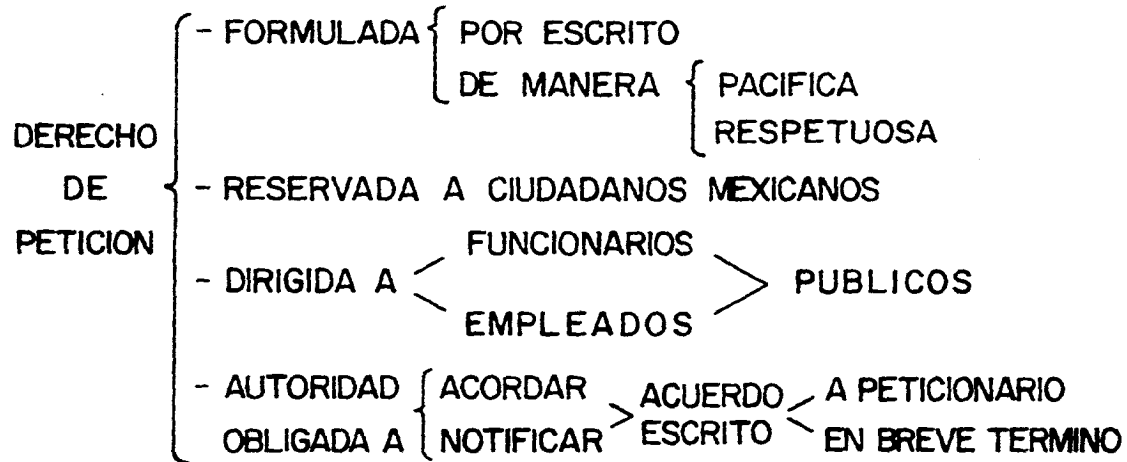 - FORMULADA
POR ESCRITO
DE MANERA
PACIFICA
RESPETUOSA
DERECHO
DE
PETICION
- RESERVADA A CIUDADANOS MEXICANOS
- DIRIGIDA A
FUNCIONARIOS
EMPLEADOS
PUBLICOS
- AUTORIDAD
OBLIGADA A
ACORDAR
NOTIFICAR
ACUERDO
ESCRITO
A PETICIONARIO
EN BREVE TERMINO